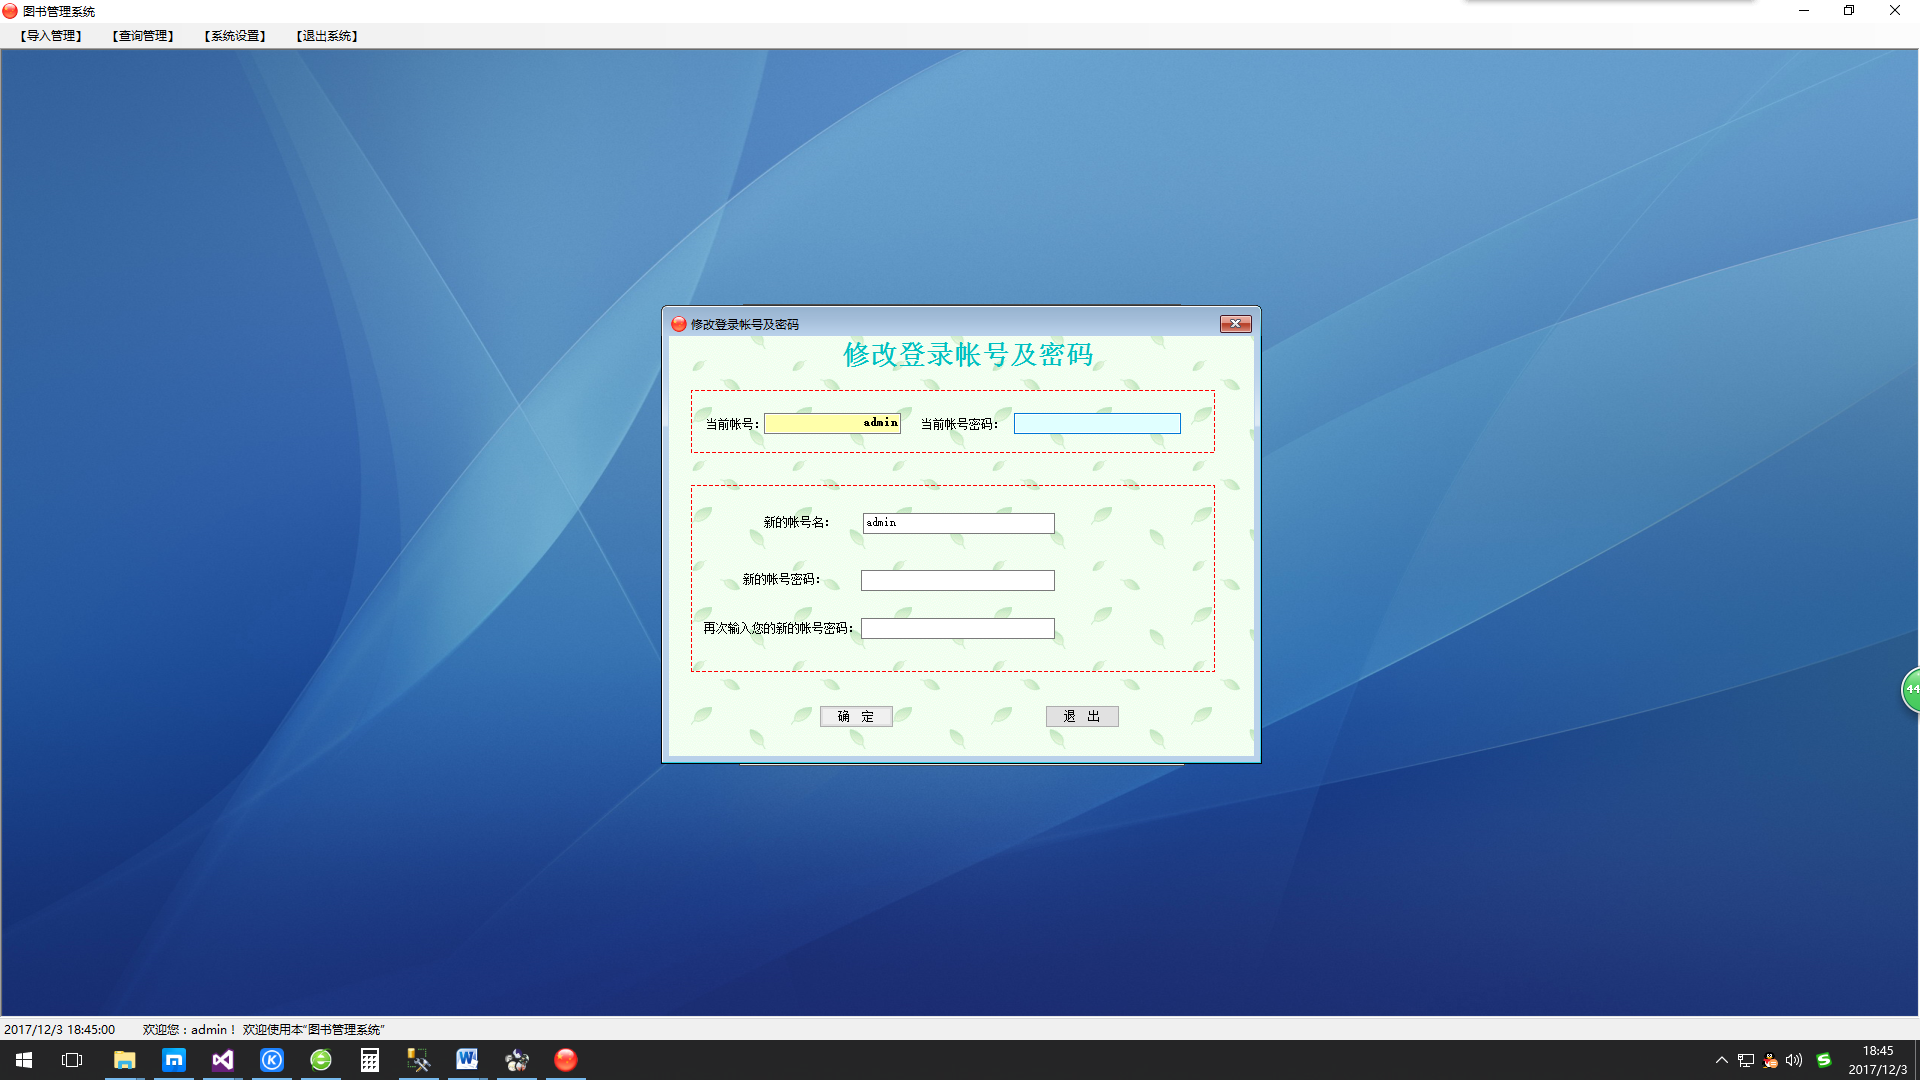 图书管理系统
【导入管理】 【查询管理】 【系统设置】 【退出系统】
修改登录帐号及密码
修改登录帐号及密码
当前帐号： admin 当前帐号密码：
新的帐号名： admin
新的帐号密码：
再次输入您的新的帐号密码：
确 定 退 出
44
2017/12/3 18:45:00 欢迎您：admin！ 欢迎使用本“图书管理系统”
18:45
2017/12/3